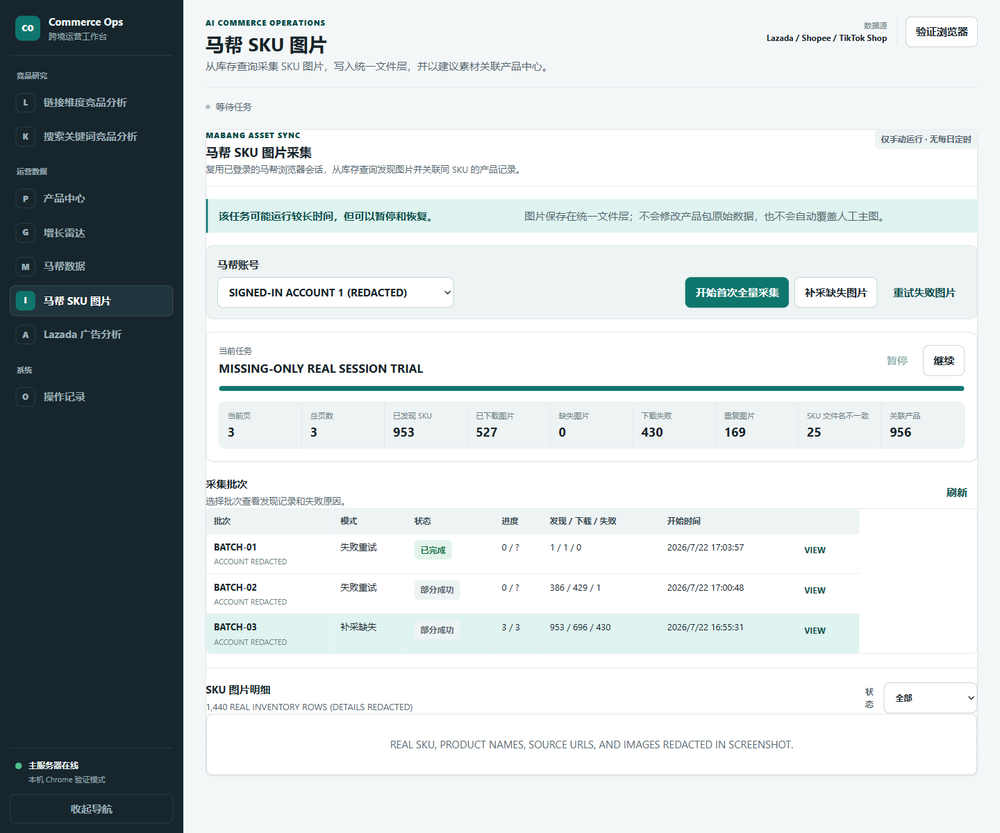 CO
Commerce Ops
跨境运营工作台
竞品研究
L 链接维度竞品分析
K 搜索关键词竞品分析
运营数据
P 产品中心
G 增长雷达
M 马帮数据
I 马帮 SKU 图片
A Lazada 广告分析
系统
O 操作记录
主服务器在线
本机 Chrome 验证模式
收起导航
AI COMMERCE OPERATIONS
马帮 SKU 图片
从库存查询采集 SKU 图片，写入统一文件层，并以建议素材关联产品中心。
数据源
Lazada / Shopee / TikTok Shop
验证浏览器
等待任务
MABANG ASSET SYNC
马帮 SKU 图片采集
复用已登录的马帮浏览器会话，从库存查询发现图片并关联同 SKU 的产品记录。
仅手动运行 · 无每日定时
该任务可能运行较长时间，但可以暂停和恢复。 图片保存在统一文件层；不会修改产品包原始数据，也不会自动覆盖人工主图。
马帮账号
SIGNED-IN ACCOUNT 1 (REDACTED)
开始首次全量采集 补采缺失图片 重试失败图片
当前任务
MISSING-ONLY REAL SESSION TRIAL
暂停 继续
当前页 总页数 已发现 SKU 已下载图片 缺失图片 下载失败 重复图片 SKU 文件名不一致 关联产品
3 3 953 527 0 430 169 25 956
采集批次
选择批次查看发现记录和失败原因。
刷新
批次 模式 状态 进度 发现 / 下载 / 失败 开始时间
BATCH-01 失败重试 已完成 0 / ? 1 / 1 / 0 2026/7/22 17:03:57 VIEW
ACCOUNT REDACTED
BATCH-02 失败重试 部分成功 0 / ? 386 / 429 / 1 2026/7/22 17:00:48 VIEW
ACCOUNT REDACTED
BATCH-03 补采缺失 部分成功 3 / 3 953 / 696 / 430 2026/7/22 16:55:31 VIEW
ACCOUNT REDACTED
SKU 图片明细
1,440 REAL INVENTORY ROWS (DETAILS REDACTED)
状态 全部
REAL SKU, PRODUCT NAMES, SOURCE URLS, AND IMAGES REDACTED IN SCREENSHOT.